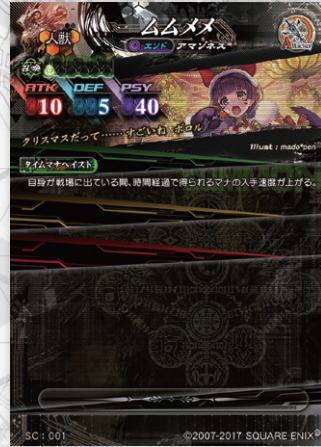 ムムメメ
人獣
エンド アマゾネス
召喚
ATK DEF PSY
10 5 40
クリスマスだって……すごいね、ポロル
Illust : mado*pen
タイムマナヘイスト
自身が戦場に出ている間、時間経過で得られるマナの入手速度が上がる。
SC : 001
©2007-2017 SQUARE ENIX